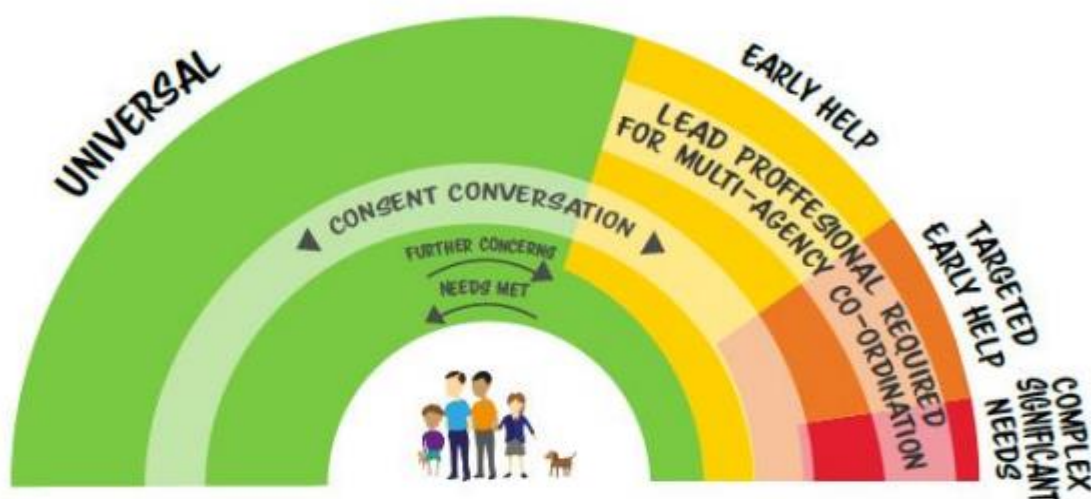 UNIVERSAL
EARLY HELP
LEAD PROFFESIONAL REQUIRED
FOR MULTI-AGENCY CO-ORDINATION
CONSENT CONVERSATION
FURTHER CONCERNS
NEEDS MET
TARGETED
EARLY HELP
COMPLEX
SIGNIFICANT
NEEDS